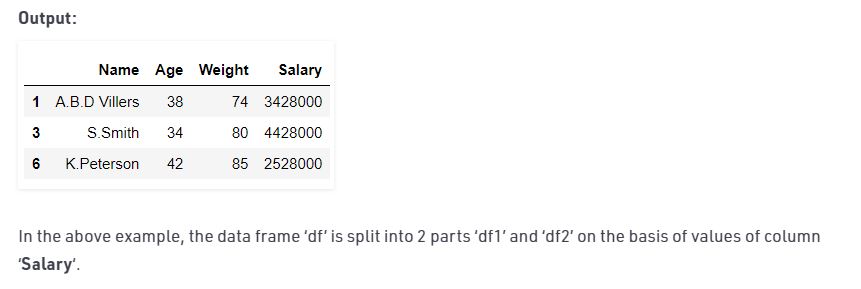 Output:
Name Age Weight Salary
1 A.B.D Villers 38 74 3428000
3 S.Smith 34 80 4428000
6 K.Peterson 42 85 2528000
In the above example, the data frame ‘df’ is split into 2 parts ‘df1’ and ‘df2’ on the basis of values of column
‘Salary‘.